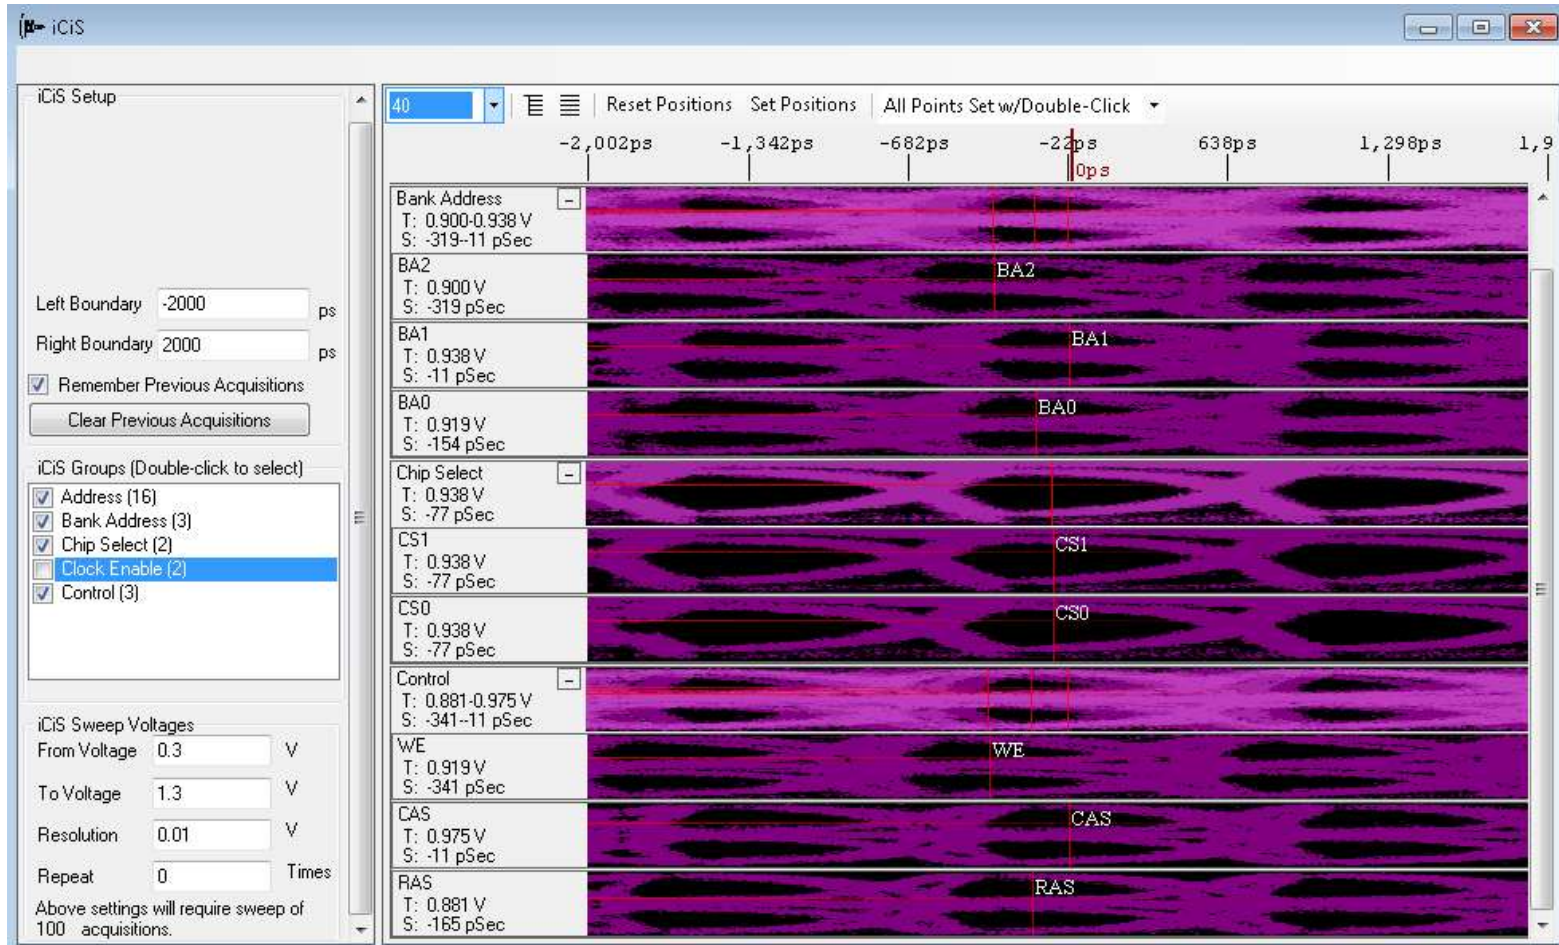 iCiS
iCiS Setup
Left Boundary -2000 ps
Right Boundary 2000 ps
Remember Previous Acquisitions
Clear Previous Acquisitions
iCiS Groups (Double-click to select)
Address (16)
Bank Address (3)
Chip Select (2)
Clock Enable (2)
Control (3)
iCiS Sweep Voltages
From Voltage 0.3 V
To Voltage 1.3 V
Resolution 0.01 V
Repeat 0 Times
Above settings will require sweep of
100 acquisitions.
40 Reset Positions Set Positions All Points Set w/Double-Click
-2,002ps -1,342ps -682ps -22ps 638ps 1,298ps 1,9
0ps
Bank Address
T: 0.900-0.938 V
S: -319--11 pSec
BA2
T: 0.900 V
S: -319 pSec
BA2
BA1
T: 0.938 V
S: -11 pSec
BA1
BA0
T: 0.919 V
S: -154 pSec
BA0
Chip Select
T: 0.938 V
S: -77 pSec
CS1
T: 0.938 V
S: -77 pSec
CS1
CS0
T: 0.938 V
S: -77 pSec
CS0
Control
T: 0.881-0.975 V
S: -341--11 pSec
WE
T: 0.919 V
S: -341 pSec
WE
CAS
T: 0.975 V
S: -11 pSec
CAS
RAS
T: 0.881 V
S: -165 pSec
RAS